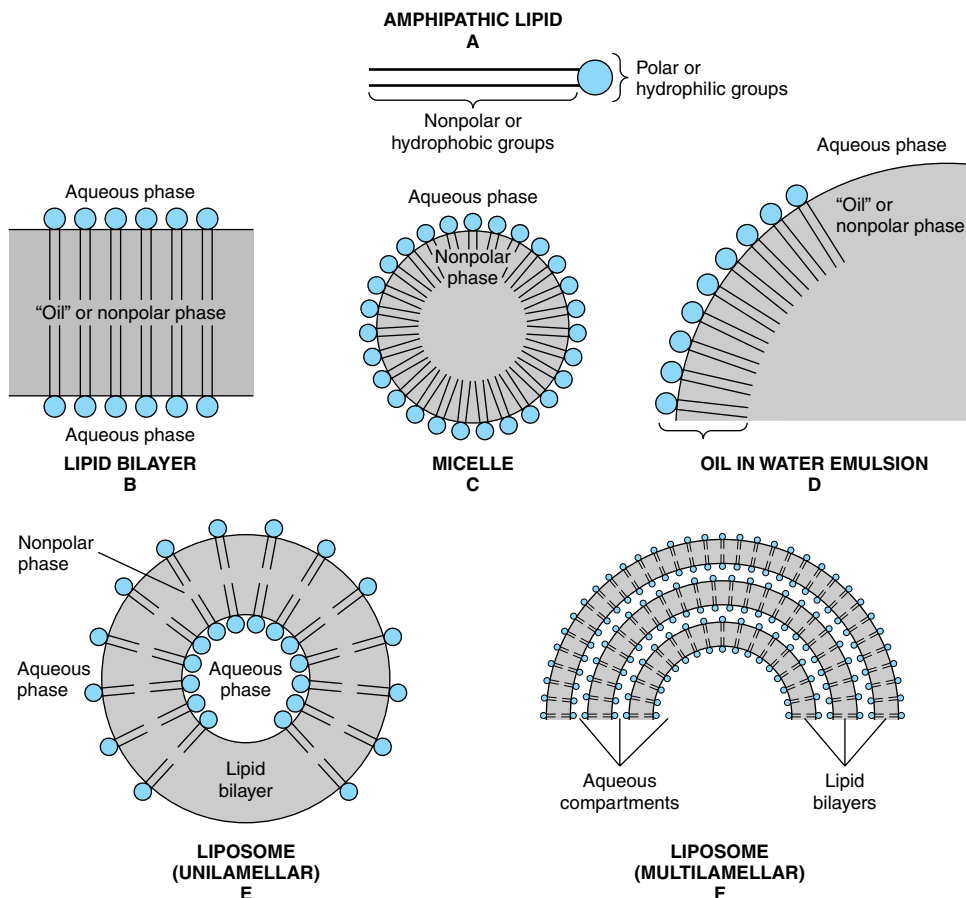 AMPHIPATHIC LIPID
A
Polar or
hydrophilic groups
Nonpolar or
hydrophobic groups
Aqueous phase
"Oil" or nonpolar phase
Aqueous phase
LIPID BILAYER
B
Aqueous phase
Nonpolar
phase
MICELLE
C
Aqueous phase
"Oil" or
nonpolar phase
OIL IN WATER EMULSION
D
Nonpolar
phase
Aqueous
phase
Aqueous
phase
Lipid
bilayer
LIPOSOME
(UNILAMELLAR)
E
Aqueous
compartments
Lipid
bilayers
LIPOSOME
(MULTILAMELLAR)
F